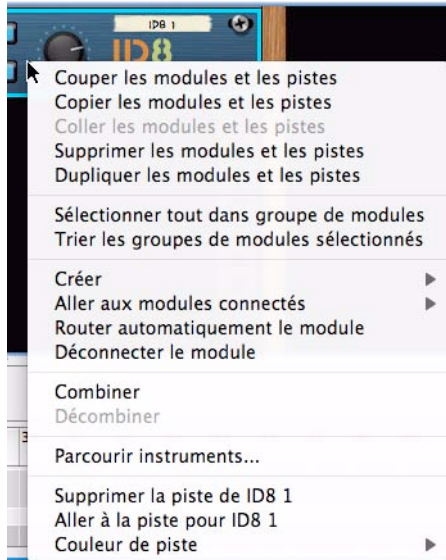 ID8 1
ID8
Couper les modules et les pistes
Copier les modules et les pistes
Coller les modules et les pistes
Supprimer les modules et les pistes
Dupliquer les modules et les pistes
Sélectionner tout dans groupe de modules
Trier les groupes de modules sélectionnés
Créer
Aller aux modules connectés
Router automatiquement le module
Déconnecter le module
Combiner
Décombiner
Parcourir instruments...
Supprimer la piste de ID8 1
Aller à la piste pour ID8 1
Couleur de piste